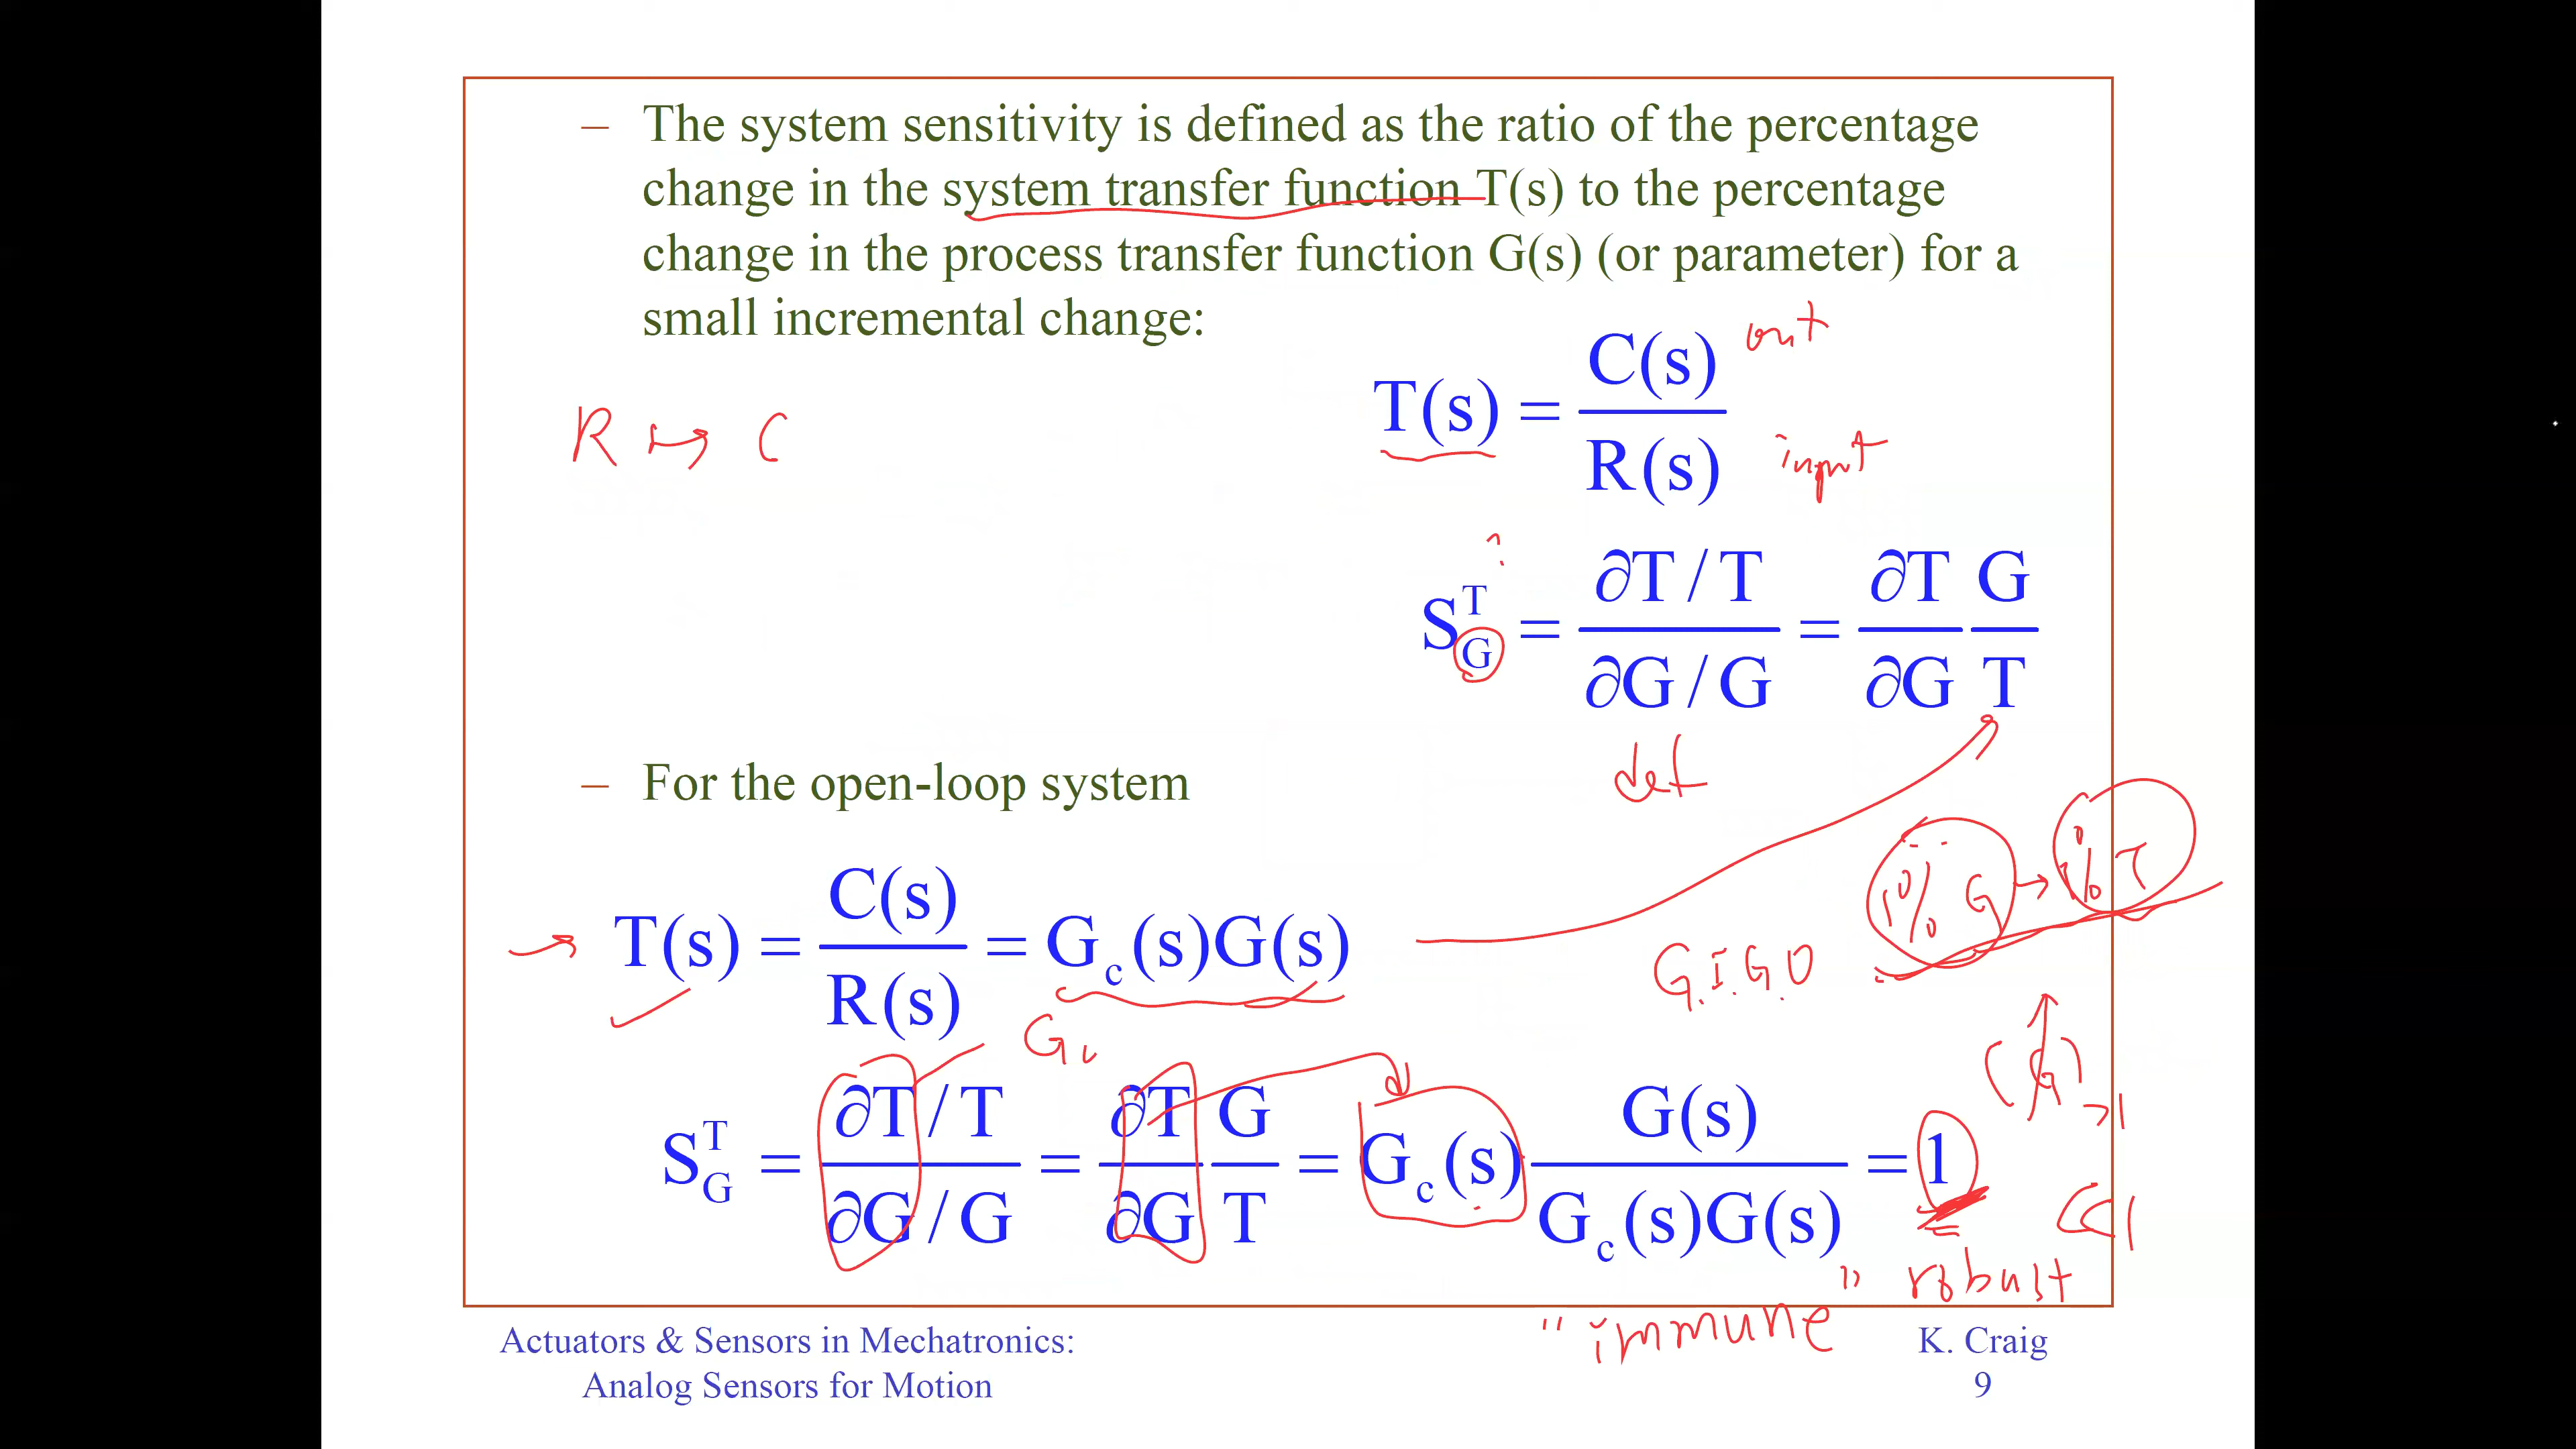 – The system sensitivity is defined as the ratio of the percentage
change in the system transfer function T(s) to the percentage
change in the process transfer function G(s) (or parameter) for a
small incremental change:
T(s) = C(s) / R(s)
out
input
R ↦ C
S_G^T = (∂T / T) / (∂G / G) = (∂T / ∂G) (G / T)
def
– For the open-loop system
T(s) = C(s) / R(s) = G_c(s)G(s)
1% G → 1% T
G.I.G.O
(G)
S_G^T = (∂T / T) / (∂G / G) = (∂T / ∂G) (G / T) = G_c(s) G(s) / (G_c(s)G(s)) = 1
>1
<<1
"immune" robust
Actuators & Sensors in Mechatronics:
Analog Sensors for Motion
K. Craig
9